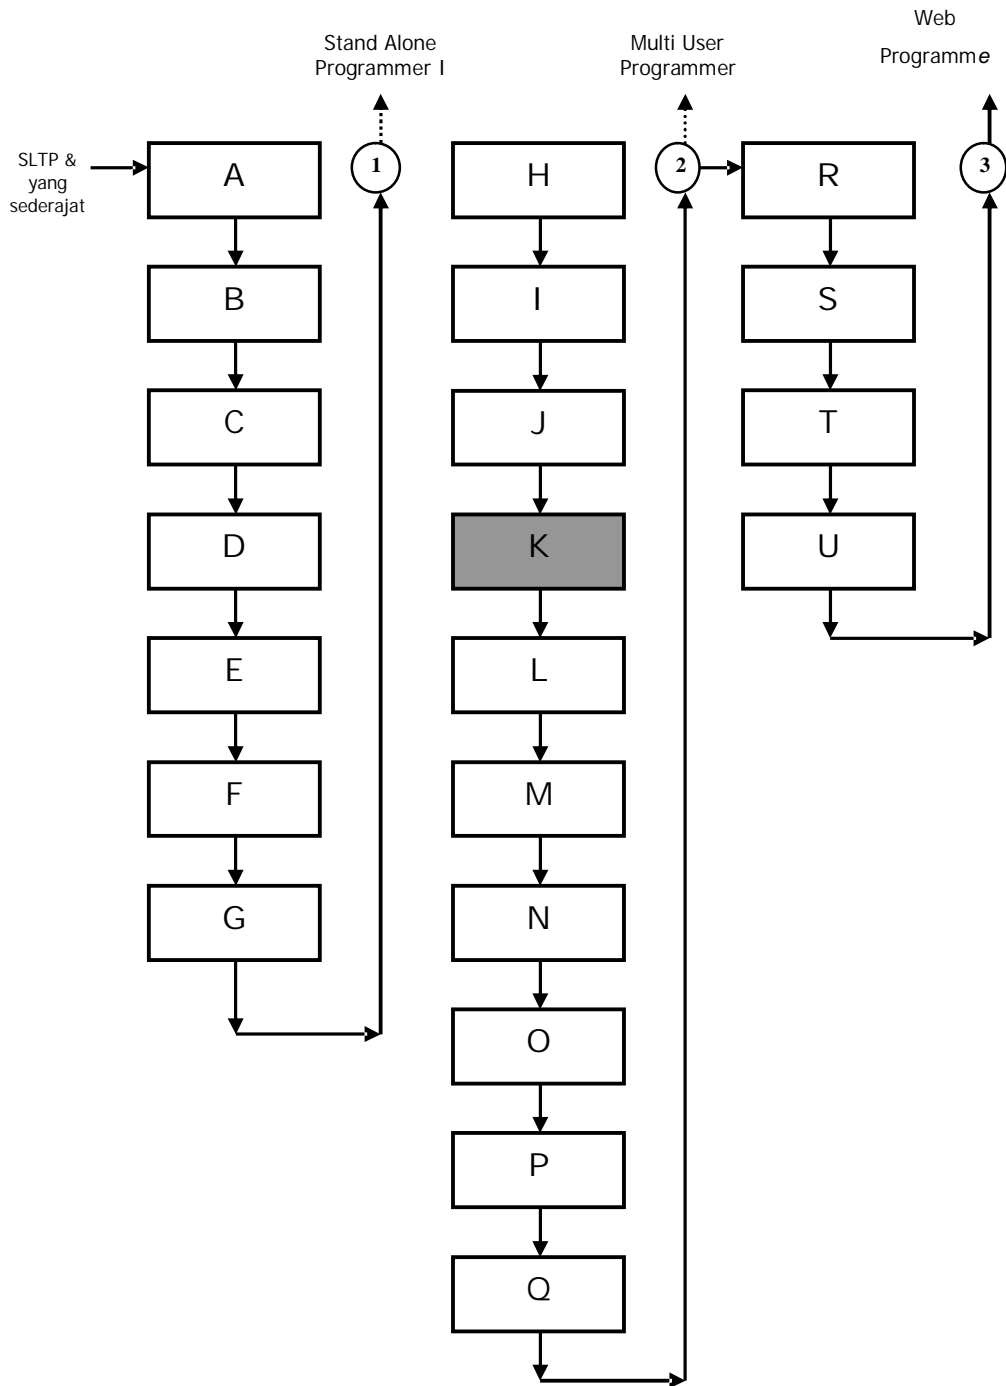 Stand Alone
Programmer I
Multi User
Programmer
Web
Programme
SLTP &
yang
sederajat
A
B
C
D
E
F
G
1
H
I
J
K
L
M
N
O
P
Q
2
R
S
T
U
3